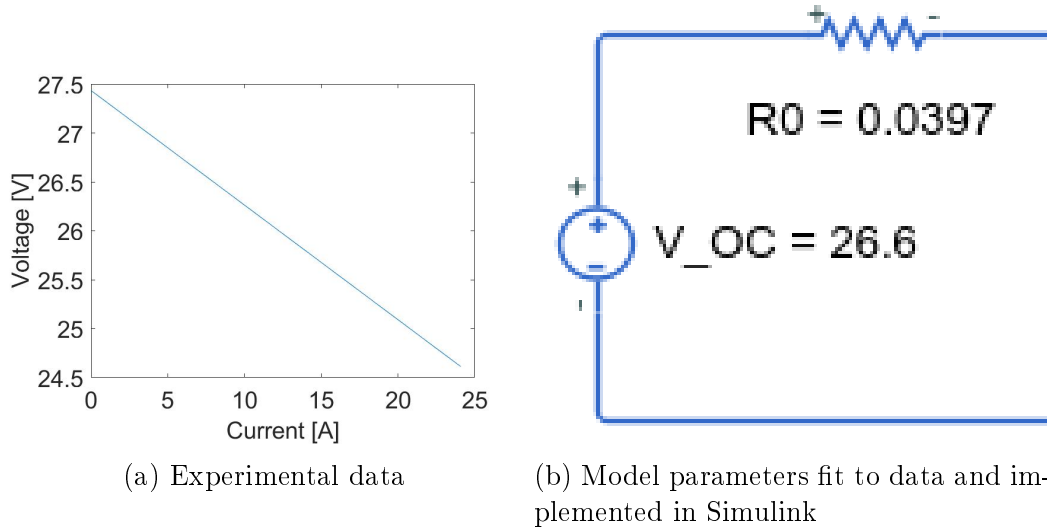 27.5
27
26.5
26
25.5
25
24.5
Voltage [V]
0 5 10 15 20 25
Current [A]
(a) Experimental data
+ -
R0 = 0.0397
+
+
V_OC = 26.6
-
-
(b) Model parameters fit to data and im-
plemented in Simulink